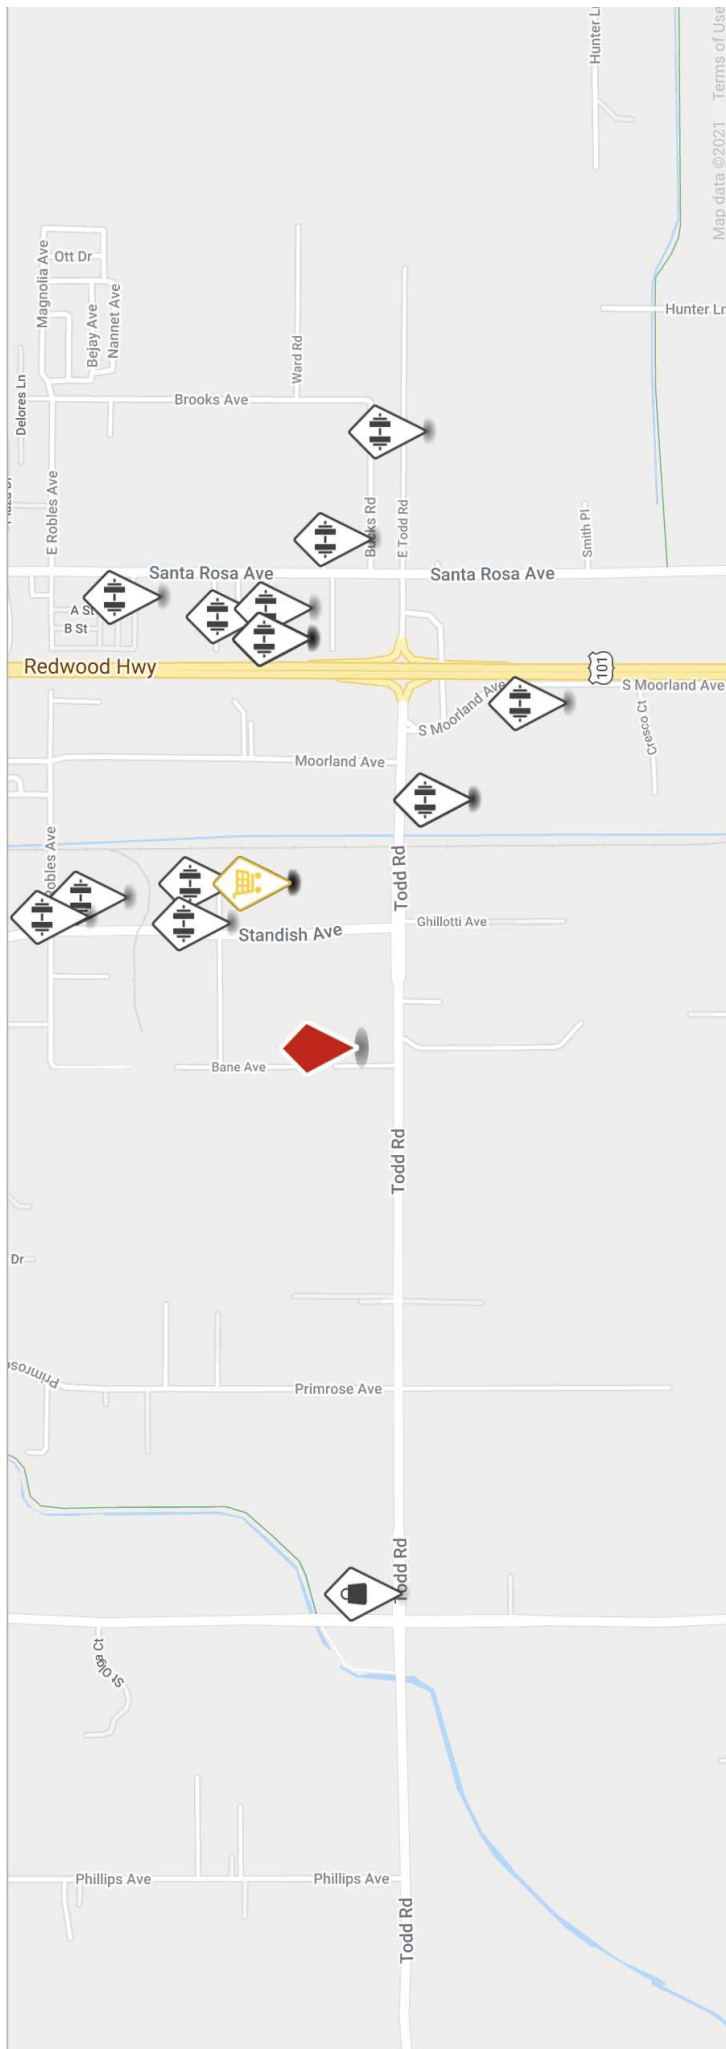 Hunter Ln
Terms of Use
Map data ©2021
Ott Dr
Magnolia Ave
Bejay Ave
Nannet Ave
Hunter Ln
Ward Rd
Delores Ln
Brooks Ave
E Robles Ave
Bucks Rd
E Todd Rd
Smith Pl
Santa Rosa Ave
Santa Rosa Ave
A St
B St
Redwood Hwy
101
S Moorland Ave
S Moorland Ave
Cresco Ct
Moorland Ave
Robles Ave
Todd Rd
Ghillotti Ave
Standish Ave
Bane Ave
Todd Rd
Dr
Primrose
Primrose Ave
Todd Rd
St Olga Ct
Phillips Ave
Phillips Ave
Todd Rd